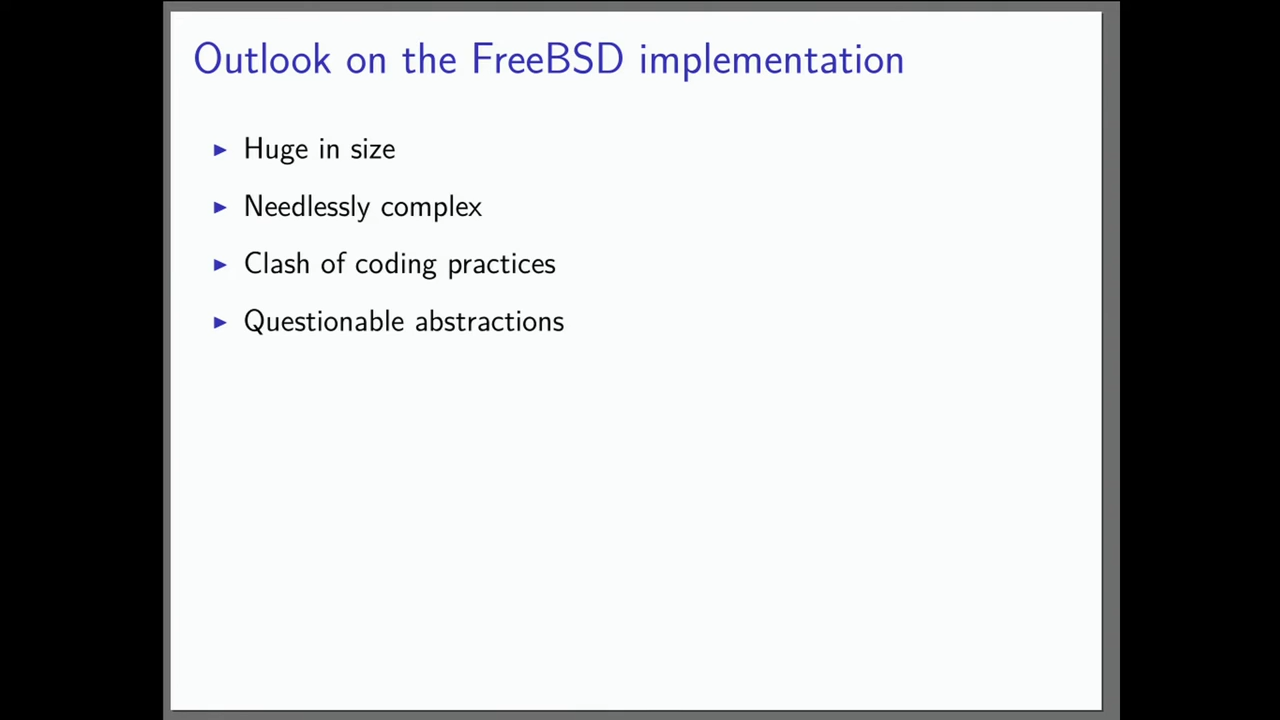 Outlook on the FreeBSD implementation
Huge in size
Needlessly complex
Clash of coding practices
Questionable abstractions